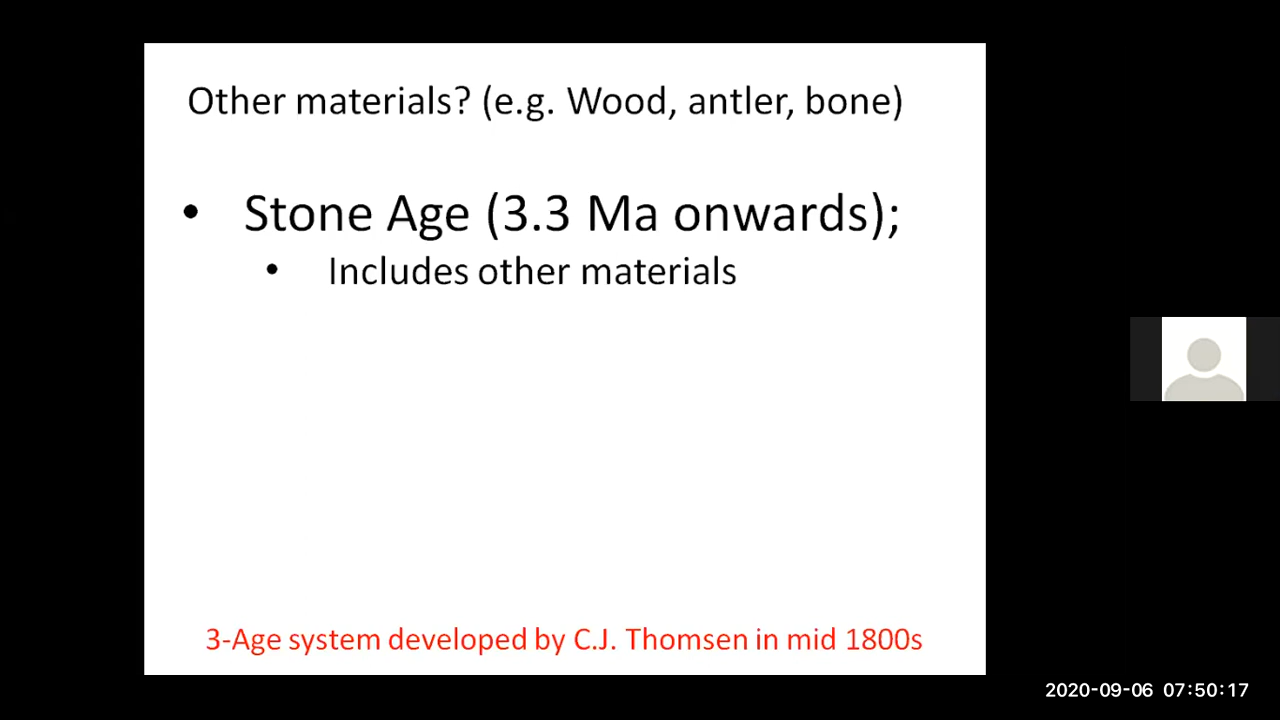 Other materials? (e.g. Wood, antler, bone)
• Stone Age (3.3 Ma onwards);
• Includes other materials
3-Age system developed by C.J. Thomsen in mid 1800s
2020-09-06 07:50:17